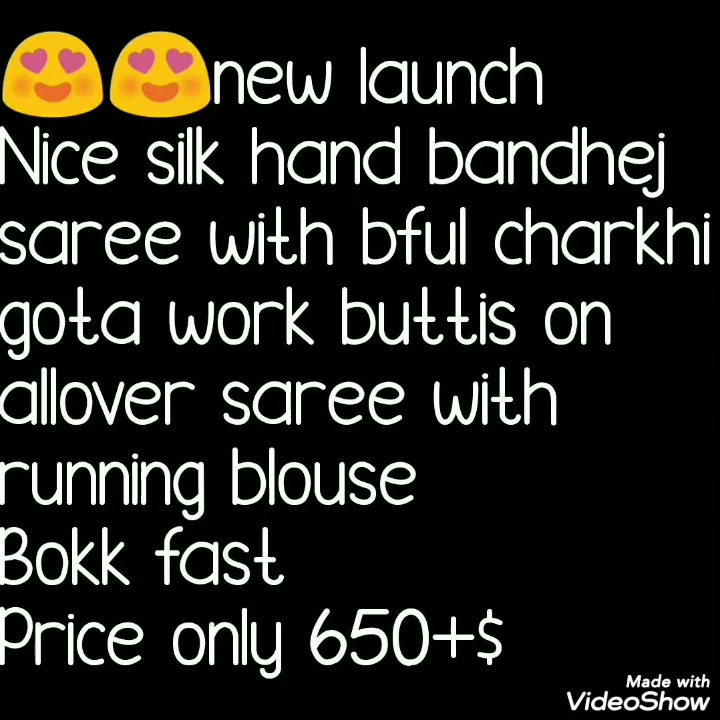 😍😍new launch
Nice silk hand bandhej
saree with bful charkhi
gota work buttis on
allover saree with
running blouse
Bokk fast
Price only 650+$
Made with
VideoShow